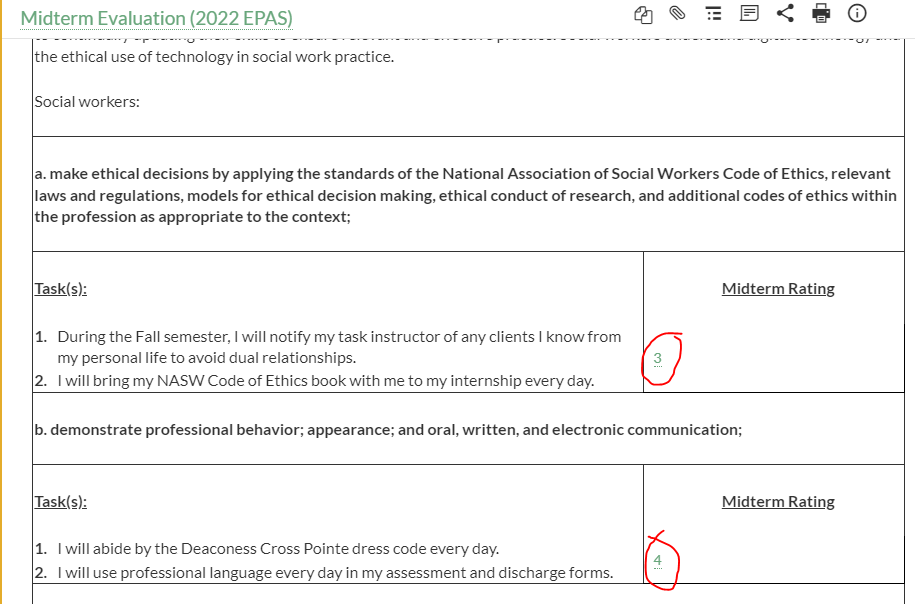 Midterm Evaluation (2022 EPAS)
the ethical use of technology in social work practice.
Social workers:
a. make ethical decisions by applying the standards of the National Association of Social Workers Code of Ethics, relevant
laws and regulations, models for ethical decision making, ethical conduct of research, and additional codes of ethics within
the profession as appropriate to the context;
Task(s):
Midterm Rating
1. During the Fall semester, I will notify my task instructor of any clients I know from
my personal life to avoid dual relationships.
3
2. I will bring my NASW Code of Ethics book with me to my internship every day.
b. demonstrate professional behavior; appearance; and oral, written, and electronic communication;
Task(s):
Midterm Rating
1. I will abide by the Deaconess Cross Pointe dress code every day.
4
2. I will use professional language every day in my assessment and discharge forms.